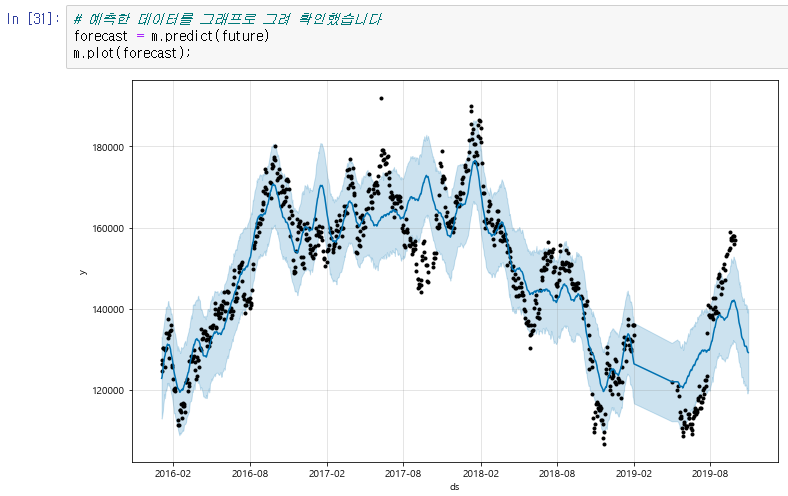 In [31]: # 예측한 데이터를 그래프로 그려 확인했습니다
forecast = m.predict(future)
m.plot(forecast);
180000
160000
140000
120000
y
2016-02 2016-08 2017-02 2017-08 2018-02 2018-08 2019-02 2019-08
ds